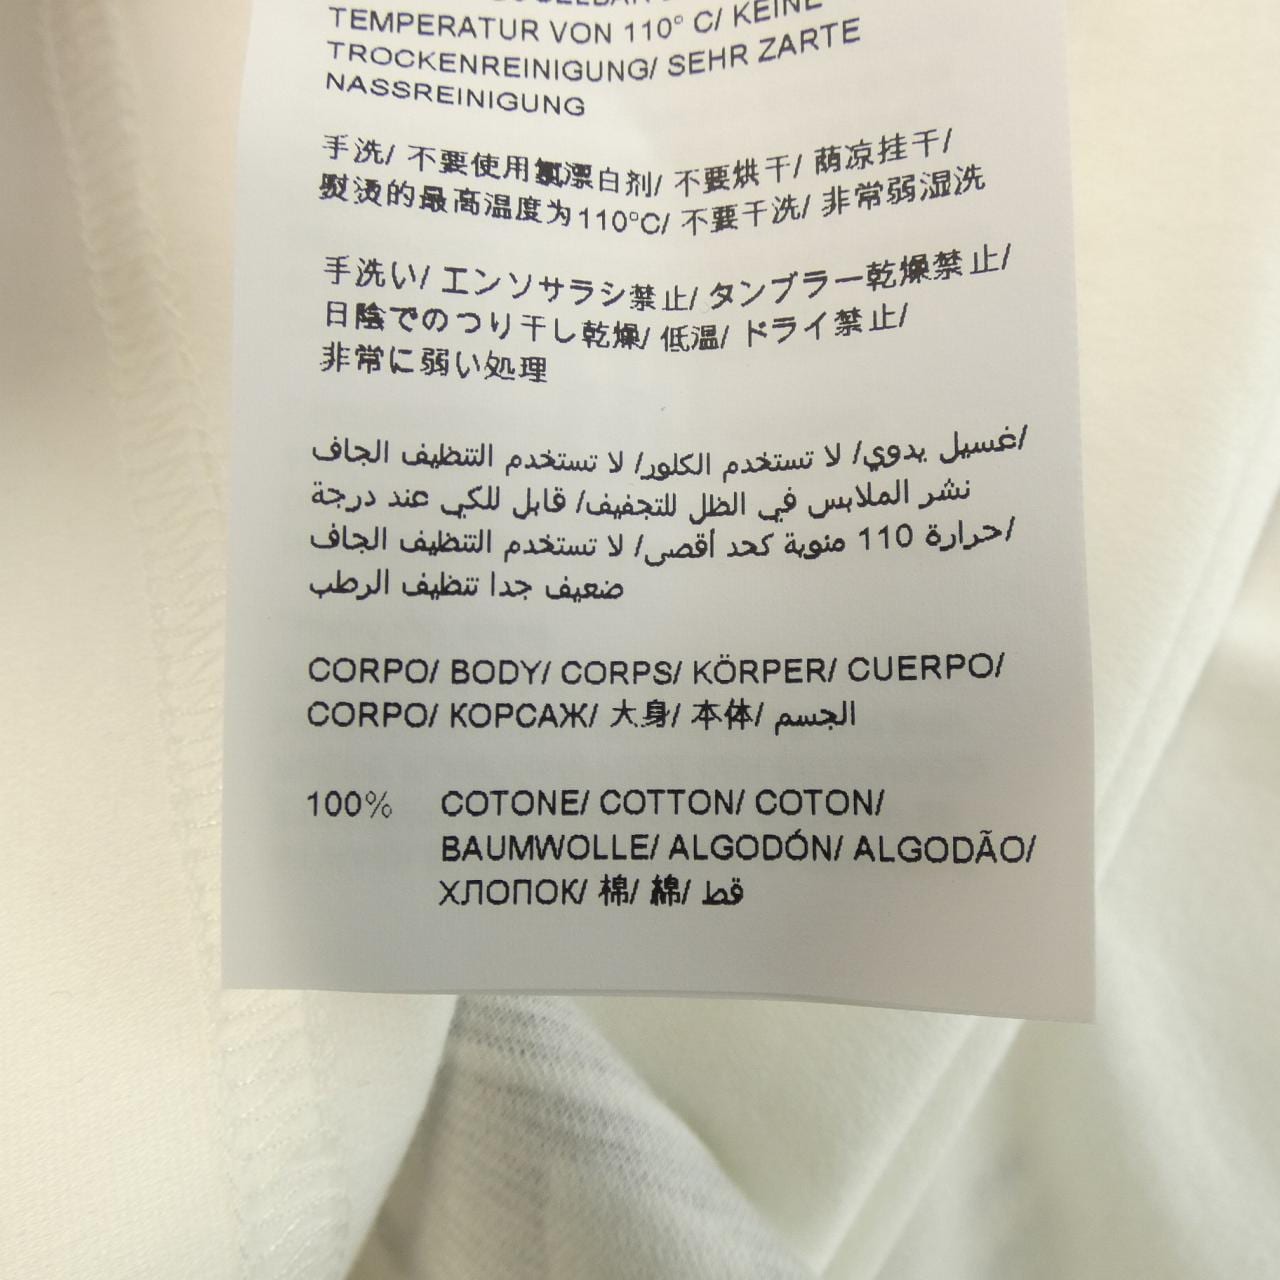 TEMPERATUR VON 110° C/ KEINE
TROCKENREINIGUNG/ SEHR ZARTE
NASSREINIGUNG
手洗/ 不要使用氯漂白剂/ 不要烘干/ 荫凉挂干/
熨烫的最高温度为110°C/ 不要干洗/ 非常弱湿洗
手洗い/ エンソサラシ禁止/ タンブラー乾燥禁止/
日陰でのつり干し乾燥/ 低温/ ドライ禁止/
非常に弱い処理
غسيل يدوي/ لا تستخدم الكلور/ لا تستخدم التنظيف الجاف/
نشر الملابس في الظل للتجفيف/ قابل للكي عند درجة
حرارة 110 مئوية كحد أقصى/ لا تستخدم التنظيف الجاف/
ضعيف جدا تنظيف الرطب
CORPO/ BODY/ CORPS/ KÖRPER/ CUERPO/
CORPO/ КОРСАЖ/ 大身/ 本体/ الجسم
100% COTONE/ COTTON/ COTON/
BAUMWOLLE/ ALGODÓN/ ALGODÃO/
ХЛОПОК/ 棉/ 綿/ قط